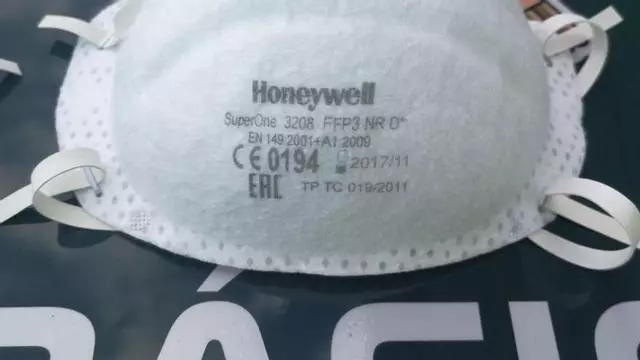 Honeywell
SuperOne 3208 FFP3 NR D*
EN 149:2001+A1:2009
CE 0194 2017/11
EAC TP TC 019/2011